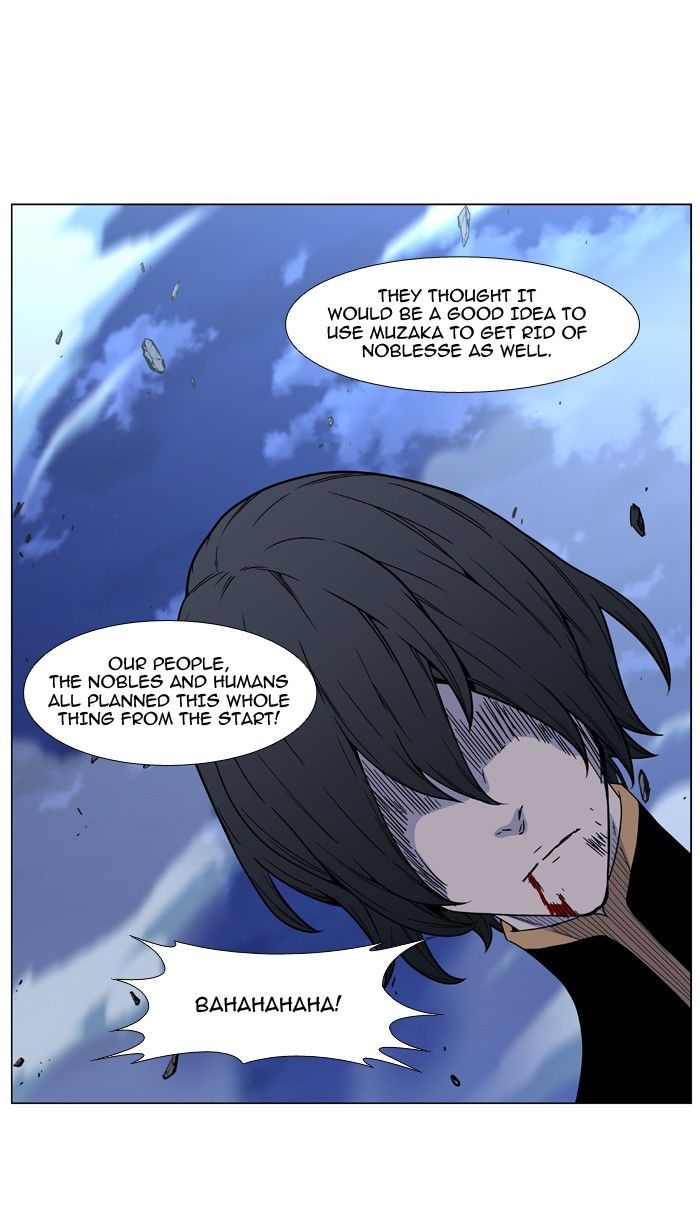 THEY THOUGHT IT
WOULD BE A GOOD IDEA TO
USE MUZAKA TO GET RID OF
NOBLESSE AS WELL.
OUR PEOPLE,
THE NOBLES AND HUMANS
ALL PLANNED THIS WHOLE
THING FROM THE START!
BAHAHAHAHA!